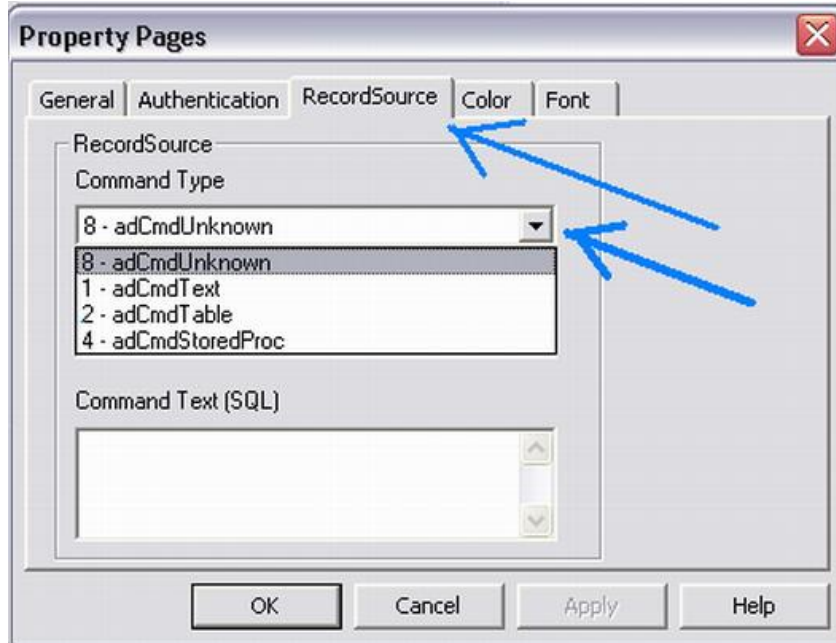 Property Pages
General Authentication RecordSource Color Font
RecordSource
Command Type
8 - adCmdUnknown
8 - adCmdUnknown
1 - adCmdText
2 - adCmdTable
4 - adCmdStoredProc
Command Text (SQL)
OK Cancel Apply Help